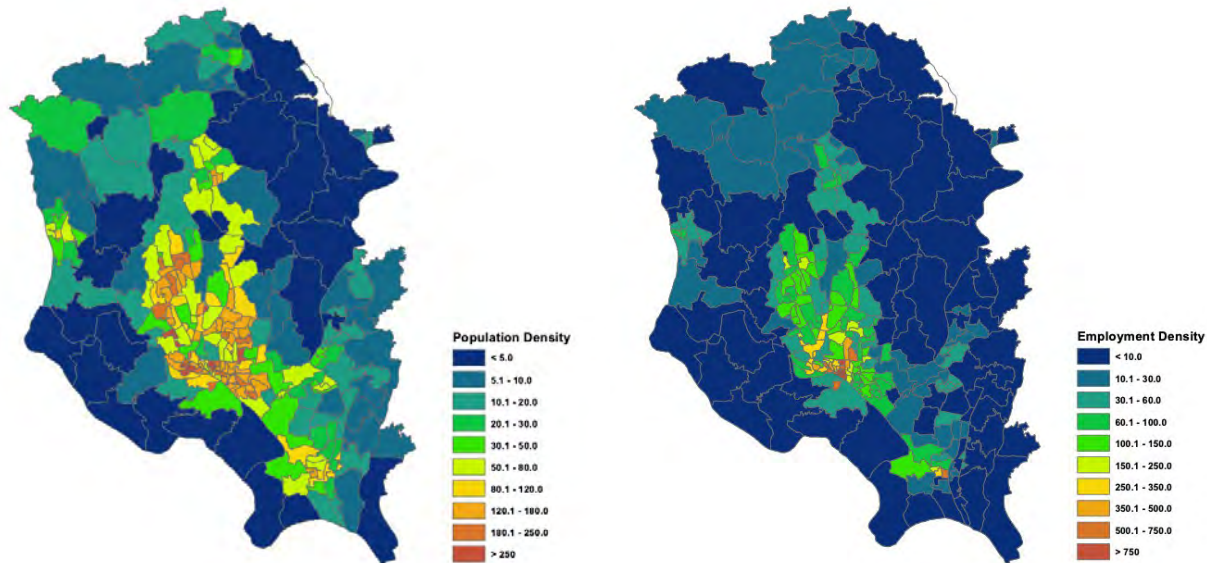 Population Density
< 5.0
5.1 - 10.0
10.1 - 20.0
20.1 - 30.0
30.1 - 50.0
50.1 - 80.0
80.1 - 120.0
120.1 - 180.0
180.1 - 250.0
> 250
Employment Density
< 10.0
10.1 - 30.0
30.1 - 60.0
60.1 - 100.0
100.1 - 150.0
150.1 - 250.0
250.1 - 350.0
350.1 - 500.0
500.1 - 750.0
> 750